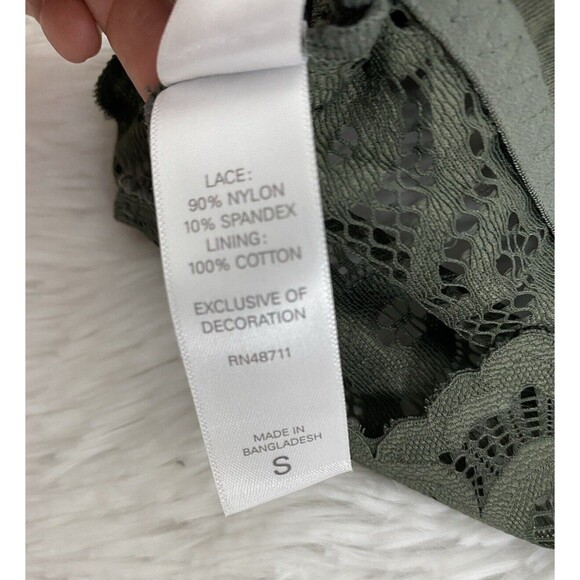 LACE:
90% NYLON
10% SPANDEX
LINING:
100% COTTON
EXCLUSIVE OF
DECORATION
RN48711
MADE IN
BANGLADESH
S